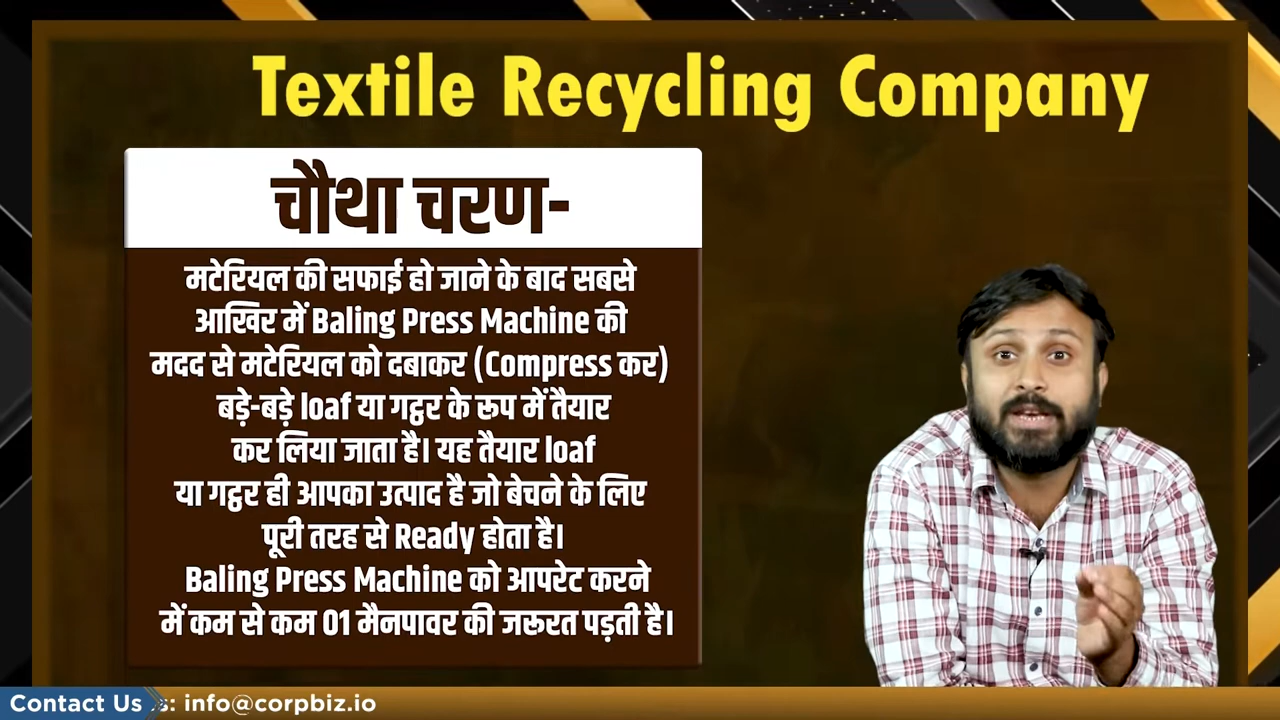 Textile Recycling Company
चौथा चरण-
मटेरियल की सफाई हो जाने के बाद सबसे
आखिर में Baling Press Machine की
मदद से मटेरियल को दबाकर (Compress कर)
बड़े-बड़े loaf या गट्ठर के रूप में तैयार
कर लिया जाता है। यह तैयार loaf
या गट्ठर ही आपका उत्पाद है जो बेचने के लिए
पूरी तरह से Ready होता है।
Baling Press Machine को आपरेट करने
में कम से कम 01 मैनपावर की जरूरत पड़ती है।
Contact Us s: info@corpbiz.io